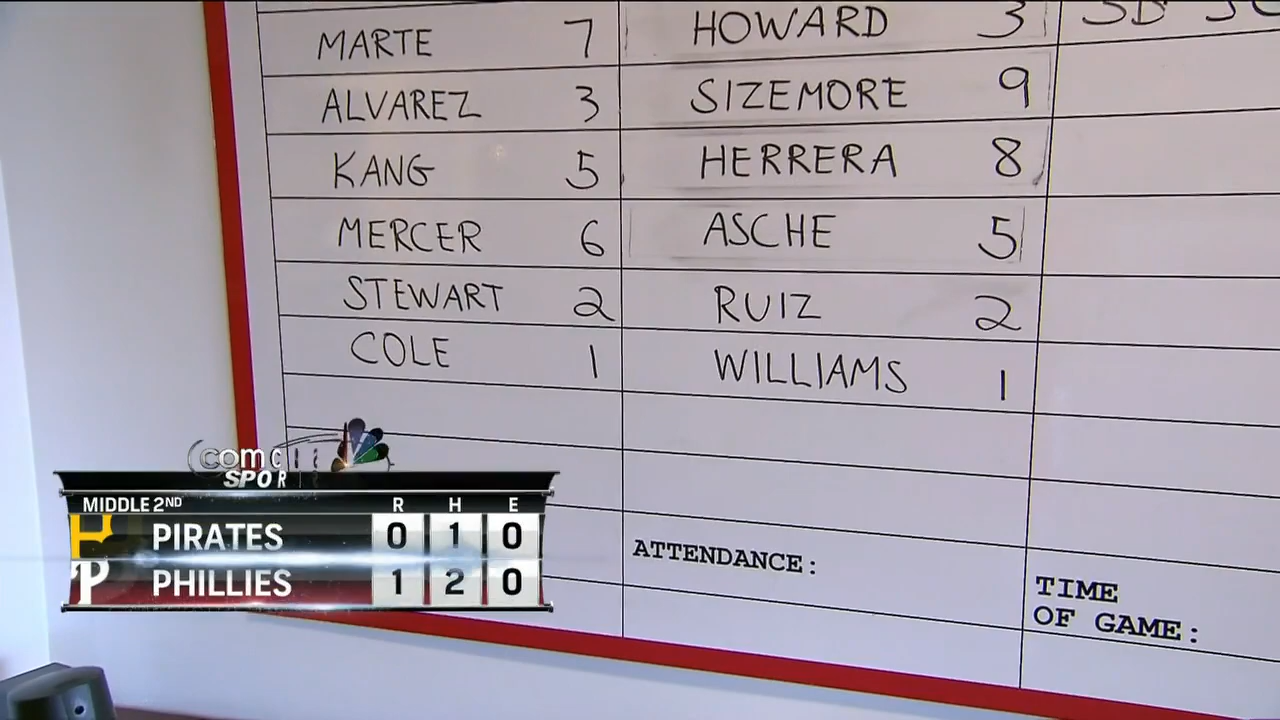 MARTE 7 HOWARD 3
ALVAREZ 3 SIZEMORE 9
KANG 5 HERRERA 8
MERCER 6 ASCHE 5
STEWART 2 RUIZ 2
COLE 1 WILLIAMS 1
ATTENDANCE:
TIME
OF GAME:
MIDDLE 2ND R H E
PIRATES 0 1 0
PHILLIES 1 2 0